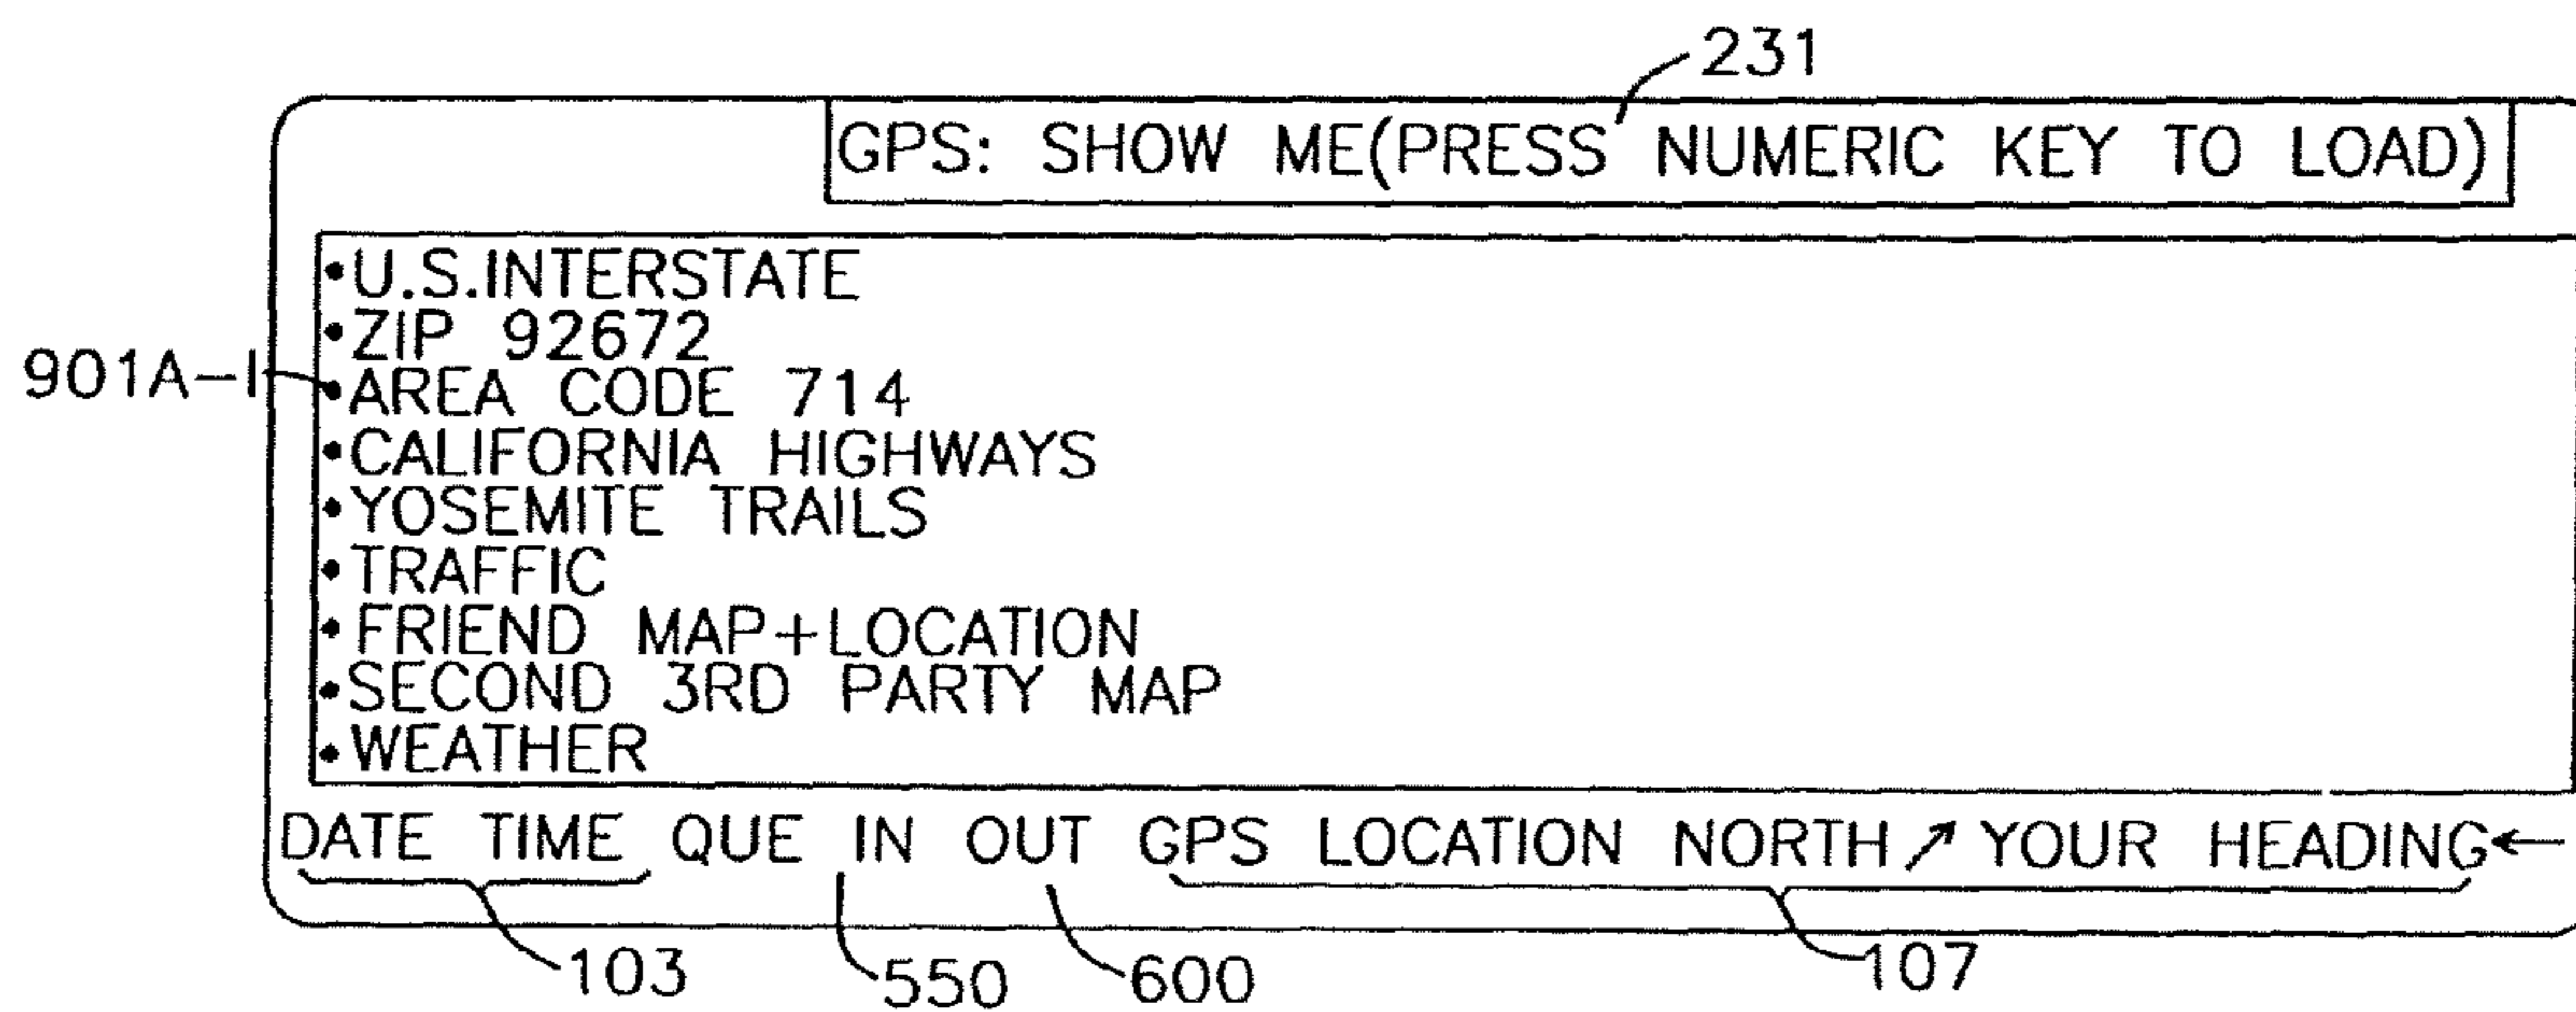 231
GPS: SHOW ME(PRESS NUMERIC KEY TO LOAD)
•U.S.INTERSTATE
•ZIP 92672
901A-I
•AREA CODE 714
•CALIFORNIA HIGHWAYS
•YOSEMITE TRAILS
•TRAFFIC
•FRIEND MAP+LOCATION
•SECOND 3RD PARTY MAP
•WEATHER
DATE TIME QUE IN OUT GPS LOCATION NORTH↗YOUR HEADING←
103 550 600 107